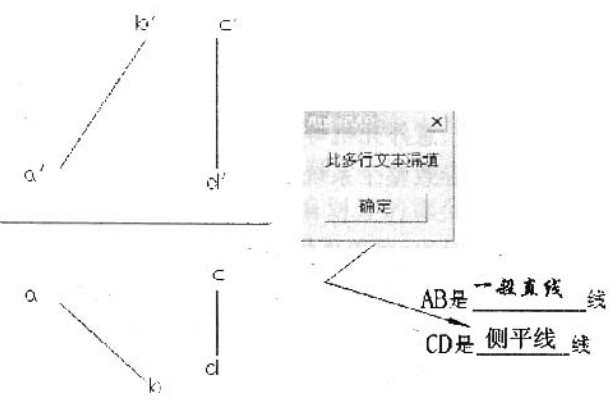 b′ c′
a′ d′
此多行文本漏填
确定
a c
b d
AB是一般直线线
CD是侧平线线